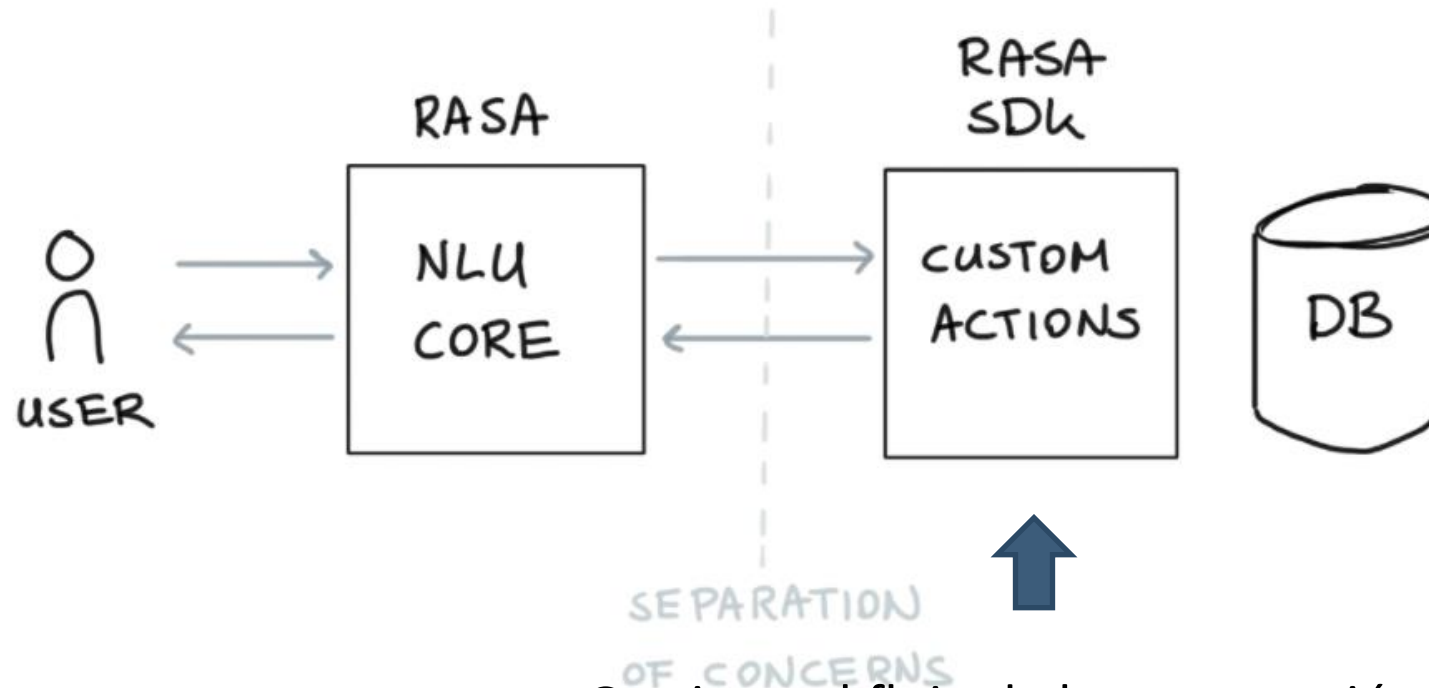 RASA
RASA
SDK
NLU
CORE
CUSTOM
ACTIONS
DB
USER
SEPARATION
OF CONCERNS